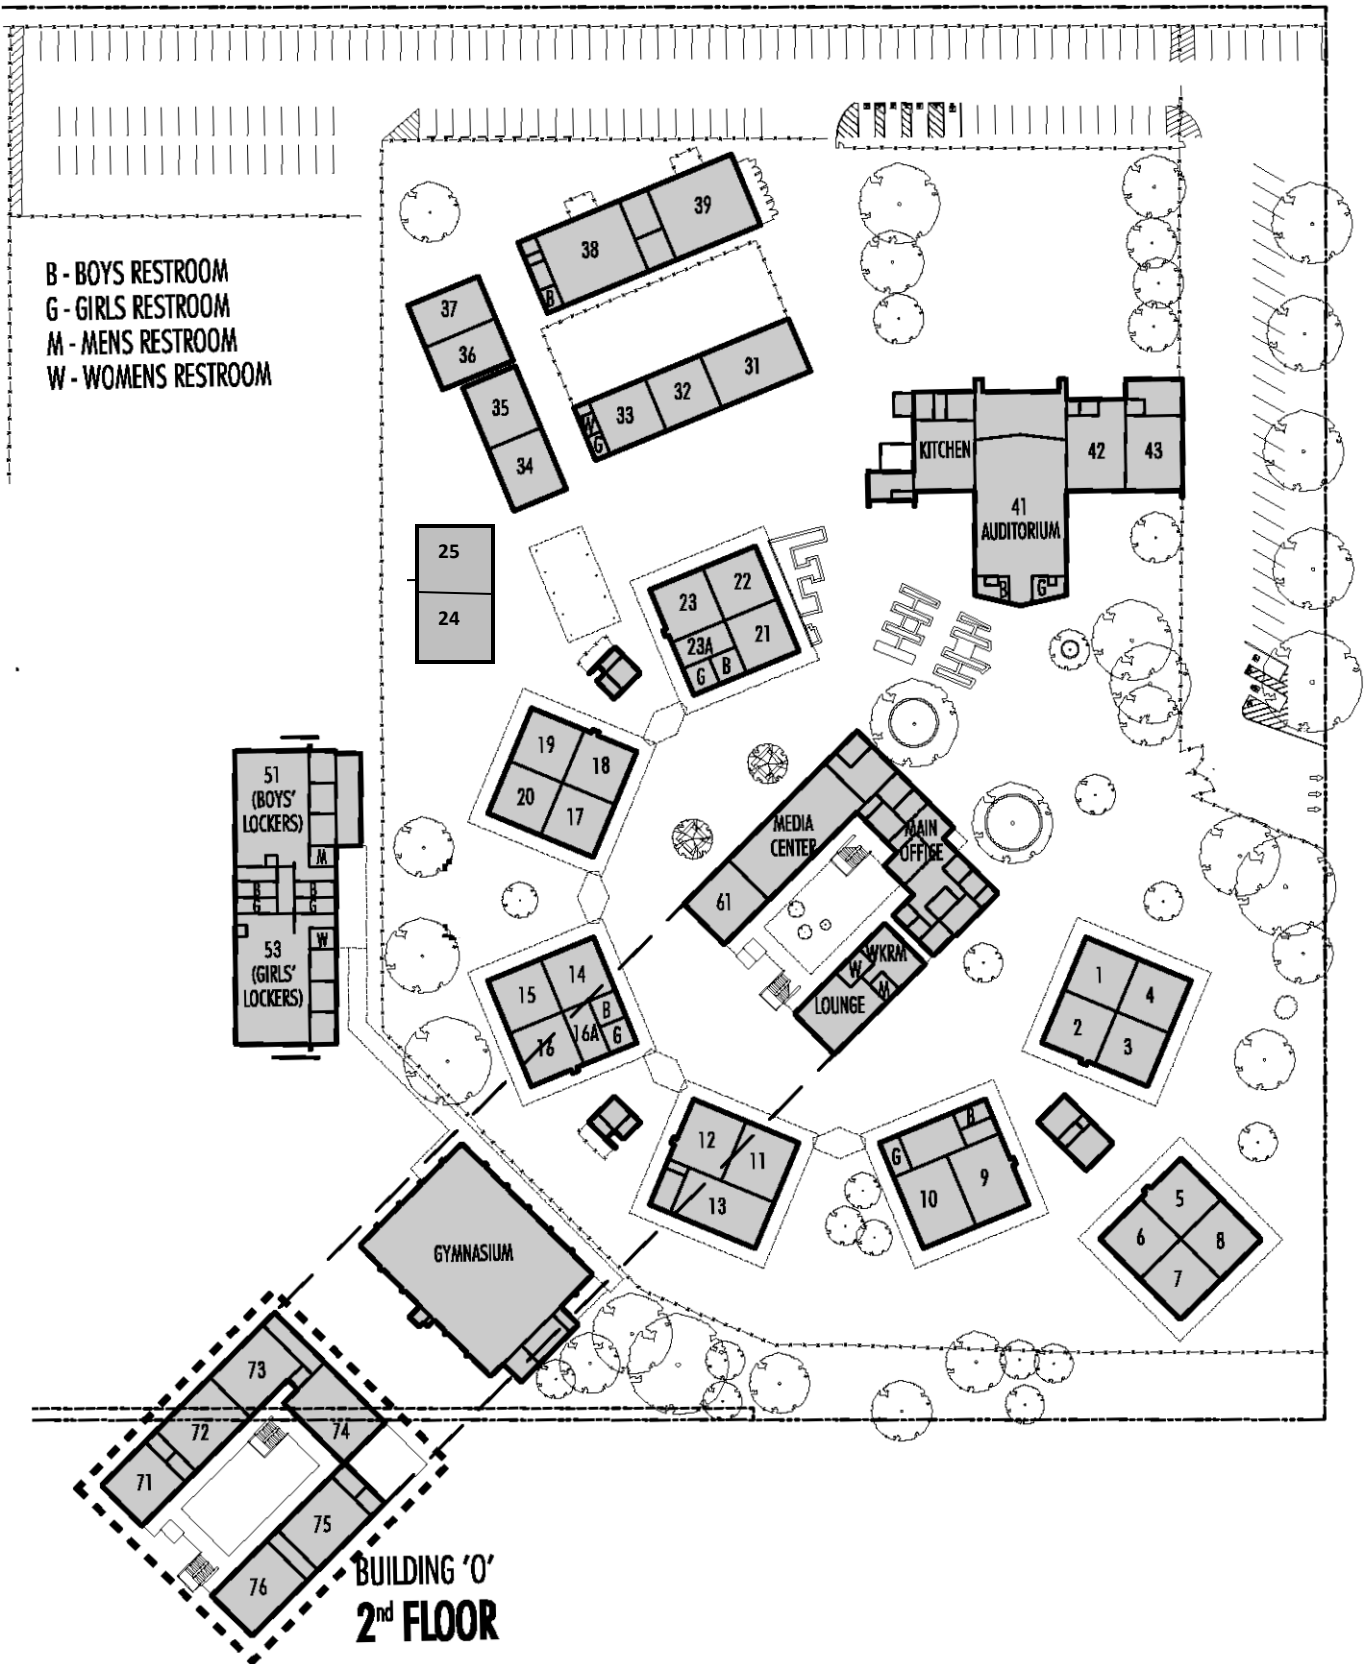 B - BOYS RESTROOM
G - GIRLS RESTROOM
M - MENS RESTROOM
W - WOMENS RESTROOM
39
38
B
37
36
35
34
31
32
33
W
G
KITCHEN
42
43
41
AUDITORIUM
B
G
25
24
22
23
21
23A
G
B
19
18
20
17
51
(BOYS'
LOCKERS)
M
B
B
G
G
W
53
(GIRLS'
LOCKERS)
MEDIA
CENTER
MAIN
OFFICE
61
WKRM
W
M
LOUNGE
14
15
B
16A
G
16
1
4
2
3
12
11
13
B
G
9
10
5
6
8
7
GYMNASIUM
73
72
74
71
75
76
BUILDING 'O'
2nd FLOOR